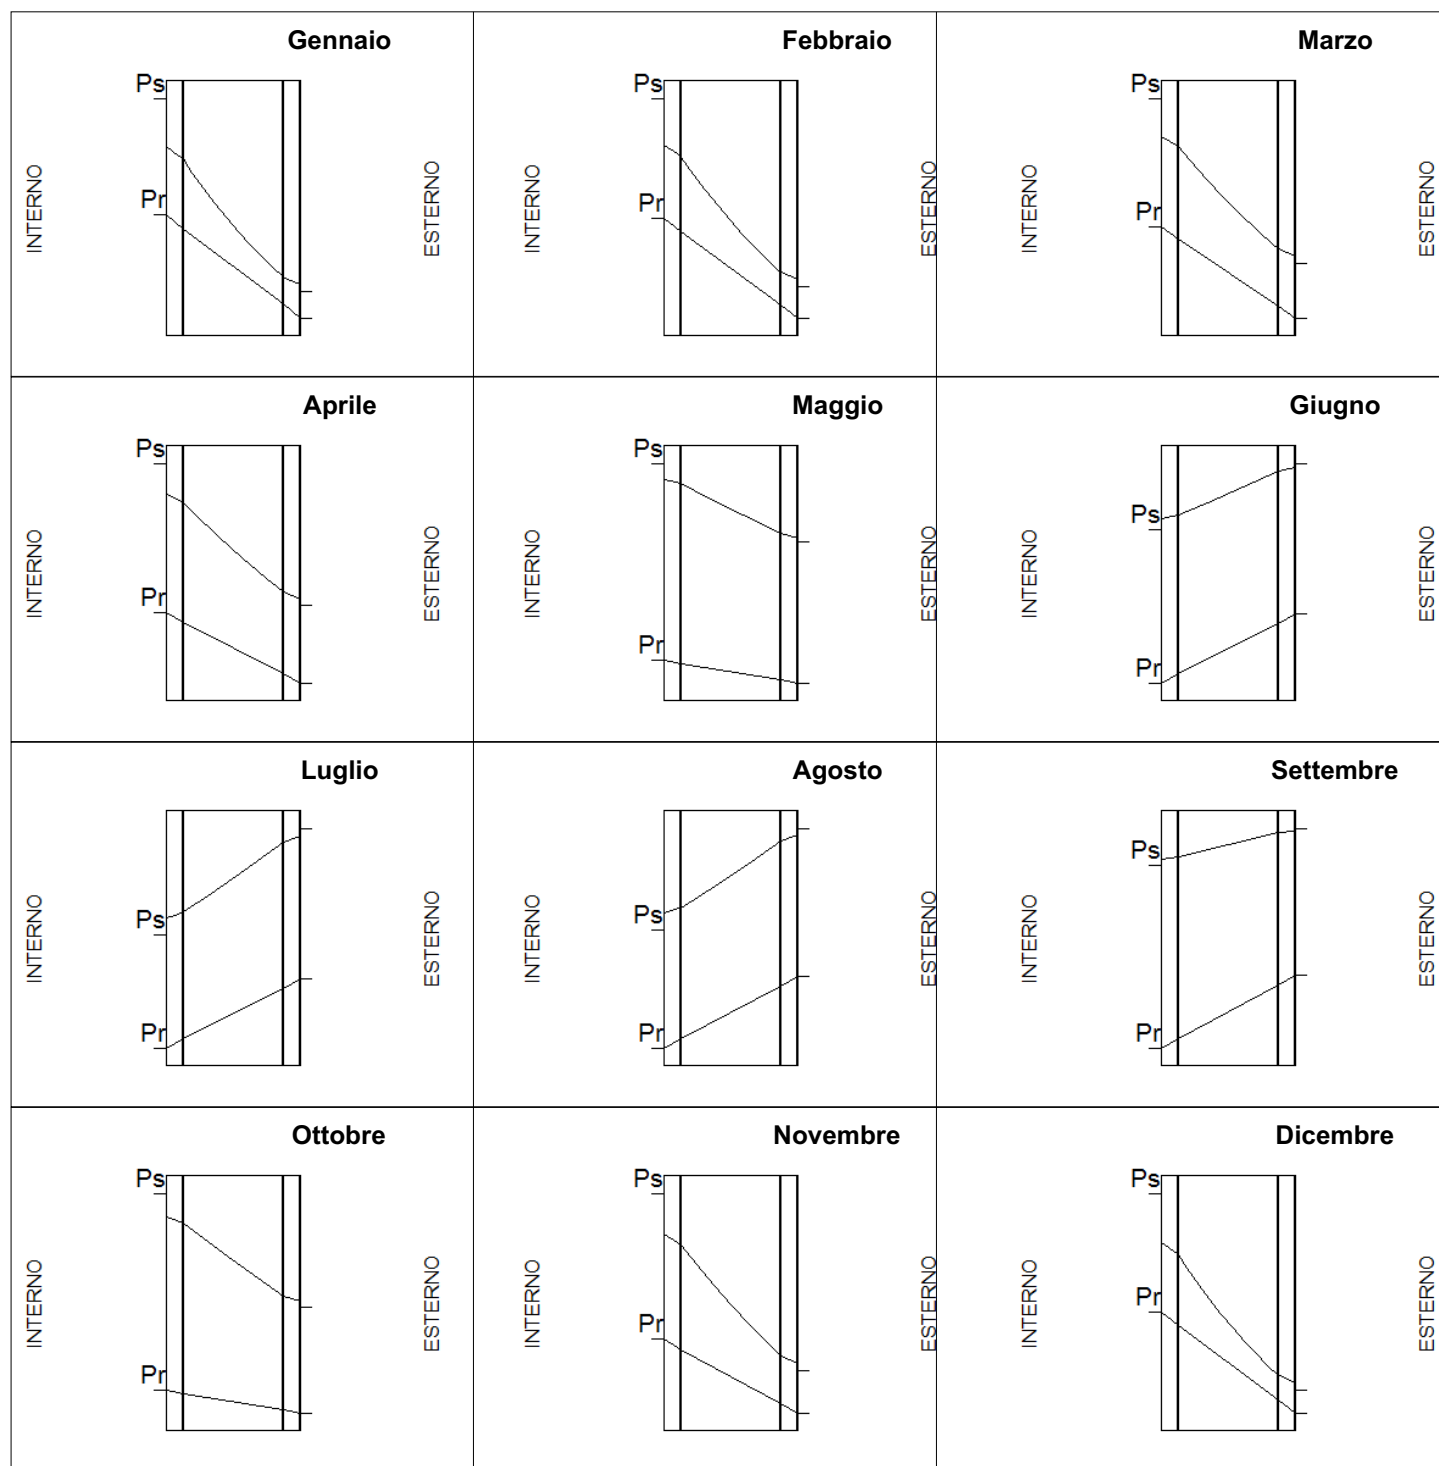 Gennaio
Ps
Pr
INTERNO
ESTERNO
Febbraio
Ps
Pr
INTERNO
ESTERNO
Marzo
Ps
Pr
INTERNO
ESTERNO
Aprile
Ps
Pr
INTERNO
ESTERNO
Maggio
Ps
Pr
INTERNO
ESTERNO
Giugno
Ps
Pr
INTERNO
ESTERNO
Luglio
Ps
Pr
INTERNO
ESTERNO
Agosto
Ps
Pr
INTERNO
ESTERNO
Settembre
Ps
Pr
INTERNO
ESTERNO
Ottobre
Ps
Pr
INTERNO
ESTERNO
Novembre
Ps
Pr
INTERNO
ESTERNO
Dicembre
Ps
Pr
INTERNO
ESTERNO